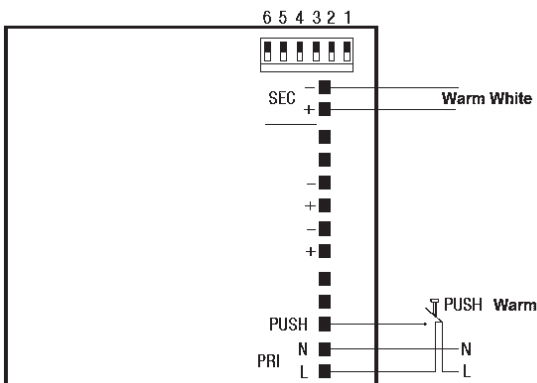 6 5 4 3 2 1
SEC
−
+
Warm White
−
+
−
+
PUSH
PUSH Warm
PRI
N
N
L
L